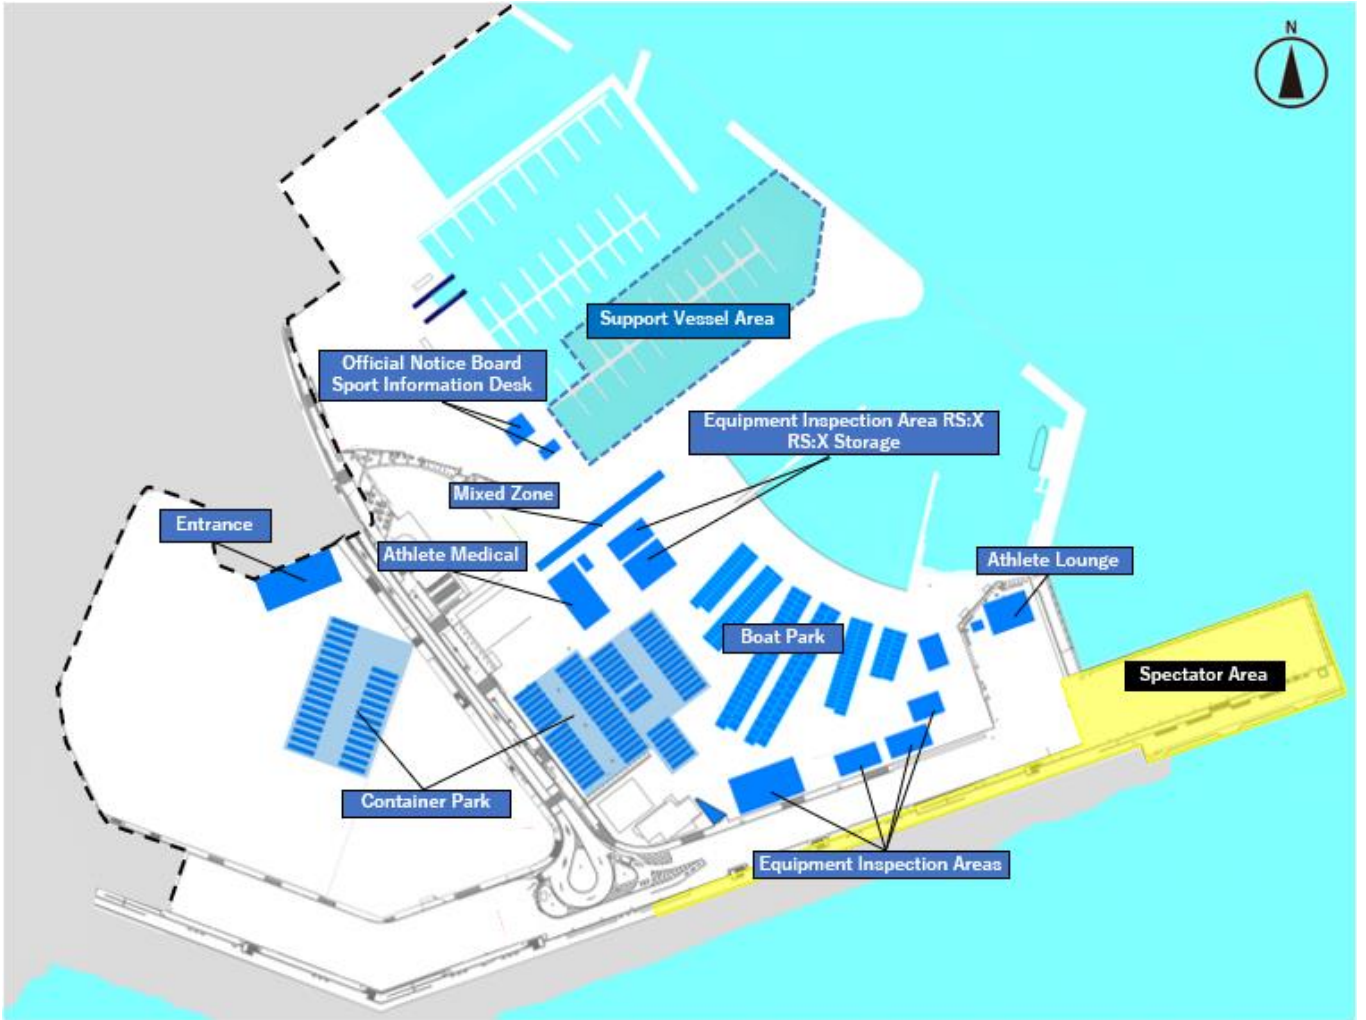 N
Support Vessel Area
Official Notice Board
Sport Information Desk
Equipment Inspection Area RS:X
RS:X Storage
Mixed Zone
Entrance
Athlete Medical
Athlete Lounge
Boat Park
Spectator Area
Container Park
Equipment Inspection Areas